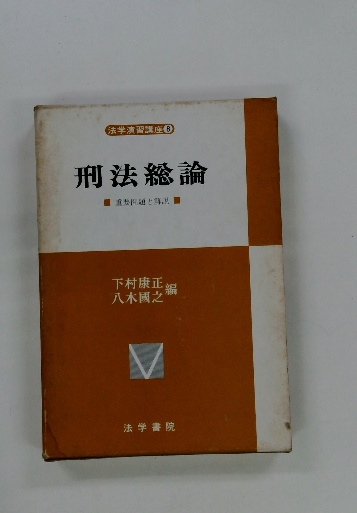 法学演習講座⑧
刑法総論
■ 重要問題と解説 ■
下村康正
八木國之
編
法学書院